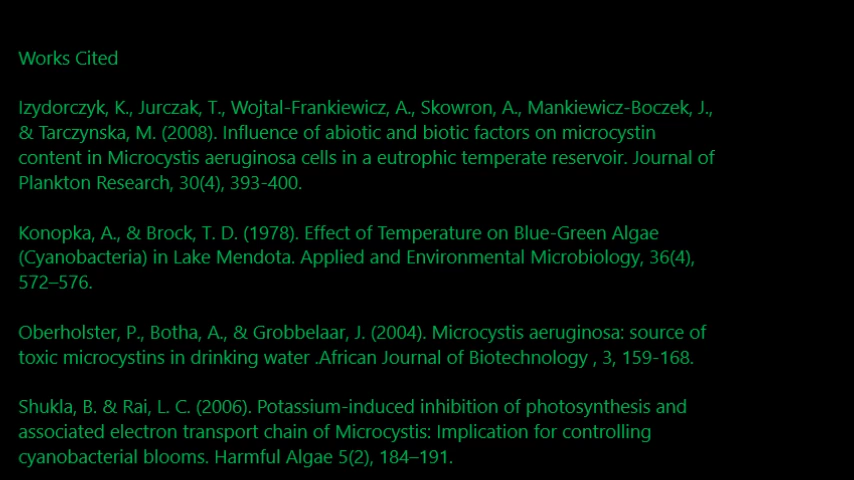 Works Cited
Izydorczyk, K., Jurczak, T., Wojtal-Frankiewicz, A., Skowron, A., Mankiewicz-Boczek, J.,
& Tarczynska, M. (2008). Influence of abiotic and biotic factors on microcystin
content in Microcystis aeruginosa cells in a eutrophic temperate reservoir. Journal of
Plankton Research, 30(4), 393-400.
Konopka, A., & Brock, T. D. (1978). Effect of Temperature on Blue-Green Algae
(Cyanobacteria) in Lake Mendota. Applied and Environmental Microbiology, 36(4),
572–576.
Oberholster, P., Botha, A., & Grobbelaar, J. (2004). Microcystis aeruginosa: source of
toxic microcystins in drinking water .African Journal of Biotechnology , 3, 159-168.
Shukla, B. & Rai, L. C. (2006). Potassium-induced inhibition of photosynthesis and
associated electron transport chain of Microcystis: Implication for controlling
cyanobacterial blooms. Harmful Algae 5(2), 184–191.